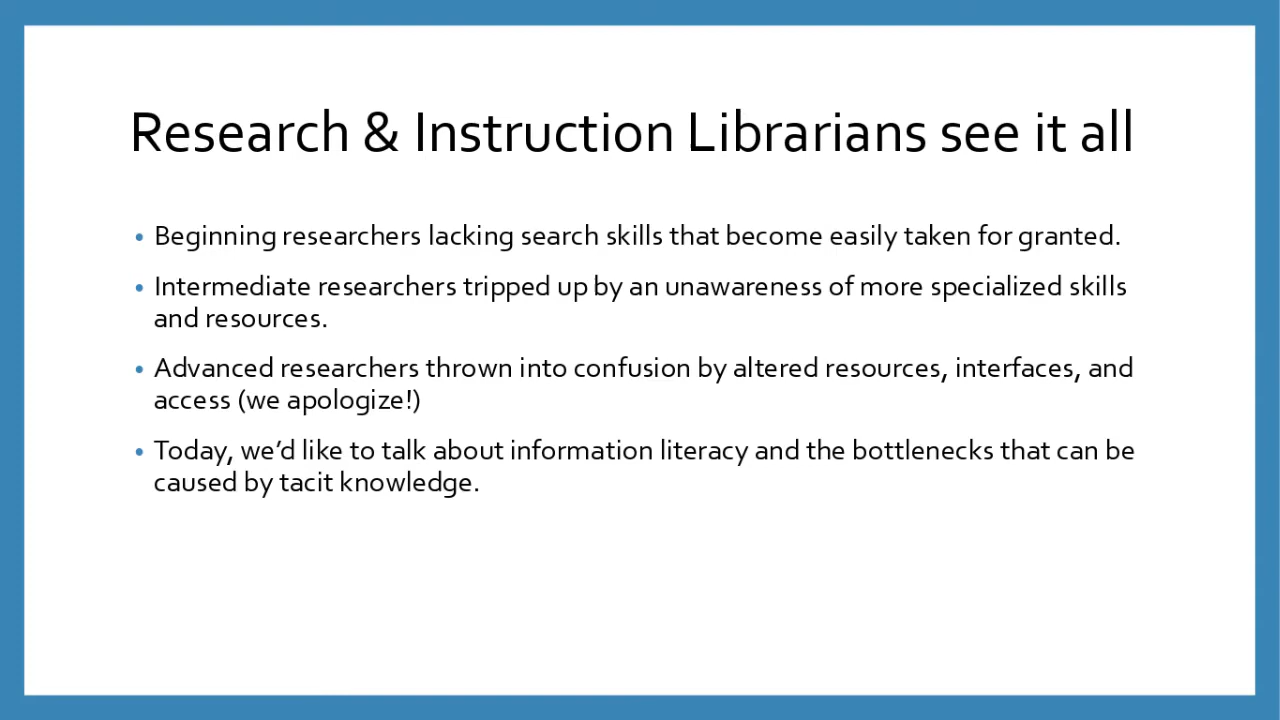 Research & Instruction Librarians see it all
• Beginning researchers lacking search skills that become easily taken for granted.
• Intermediate researchers tripped up by an unawareness of more specialized skills
and resources.
• Advanced researchers thrown into confusion by altered resources, interfaces, and
access (we apologize!)
• Today, we’d like to talk about information literacy and the bottlenecks that can be
caused by tacit knowledge.